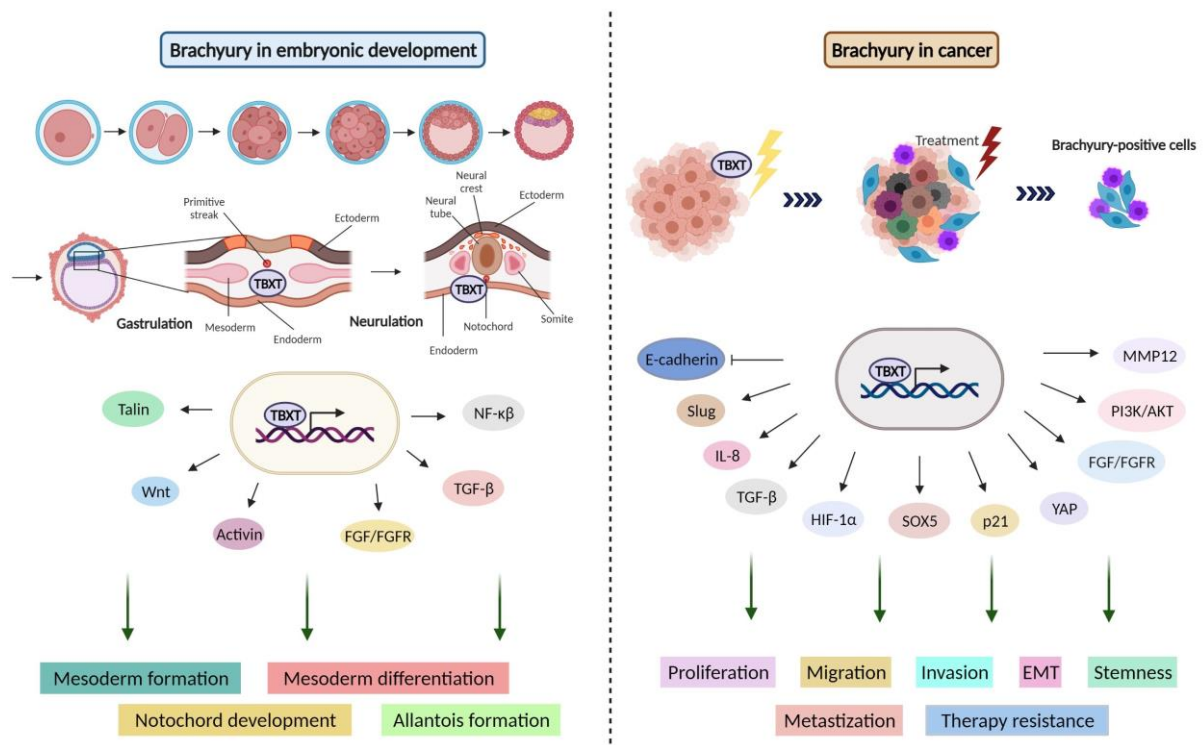 Brachyury in embryonic development
Primitive
streak
Ectoderm
TBXT
Gastrulation
Mesoderm
Endoderm
Neurulation
Neural
crest
Neural
tube
Ectoderm
TBXT
Notochord
Somite
Endoderm
TBXT
Talin
NF-κβ
Wnt
TGF-β
Activin
FGF/FGFR
Mesoderm formation
Mesoderm differentiation
Notochord development
Allantois formation
Brachyury in cancer
TBXT
Treatment
Brachyury-positive cells
E-cadherin
TBXT
MMP12
Slug
PI3K/AKT
IL-8
FGF/FGFR
TGF-β
YAP
HIF-1α
SOX5
p21
Proliferation
Migration
Invasion
EMT
Stemness
Metastization
Therapy resistance